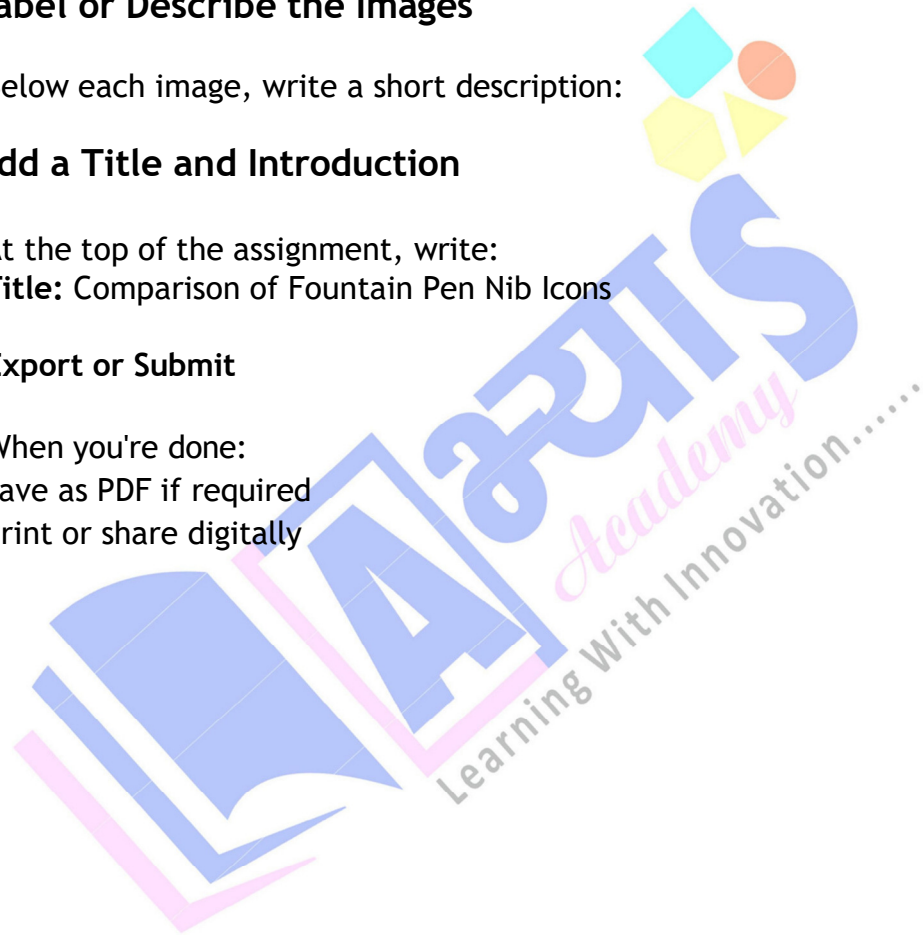 abel or Describe the Images
elow each image, write a short description:
dd a Title and Introduction
t the top of the assignment, write:
itle: Comparison of Fountain Pen Nib Icons
xport or Submit
When you're done:
ave as PDF if required
rint or share digitally
Aभ्याS
Academy
Learning With Innovation......